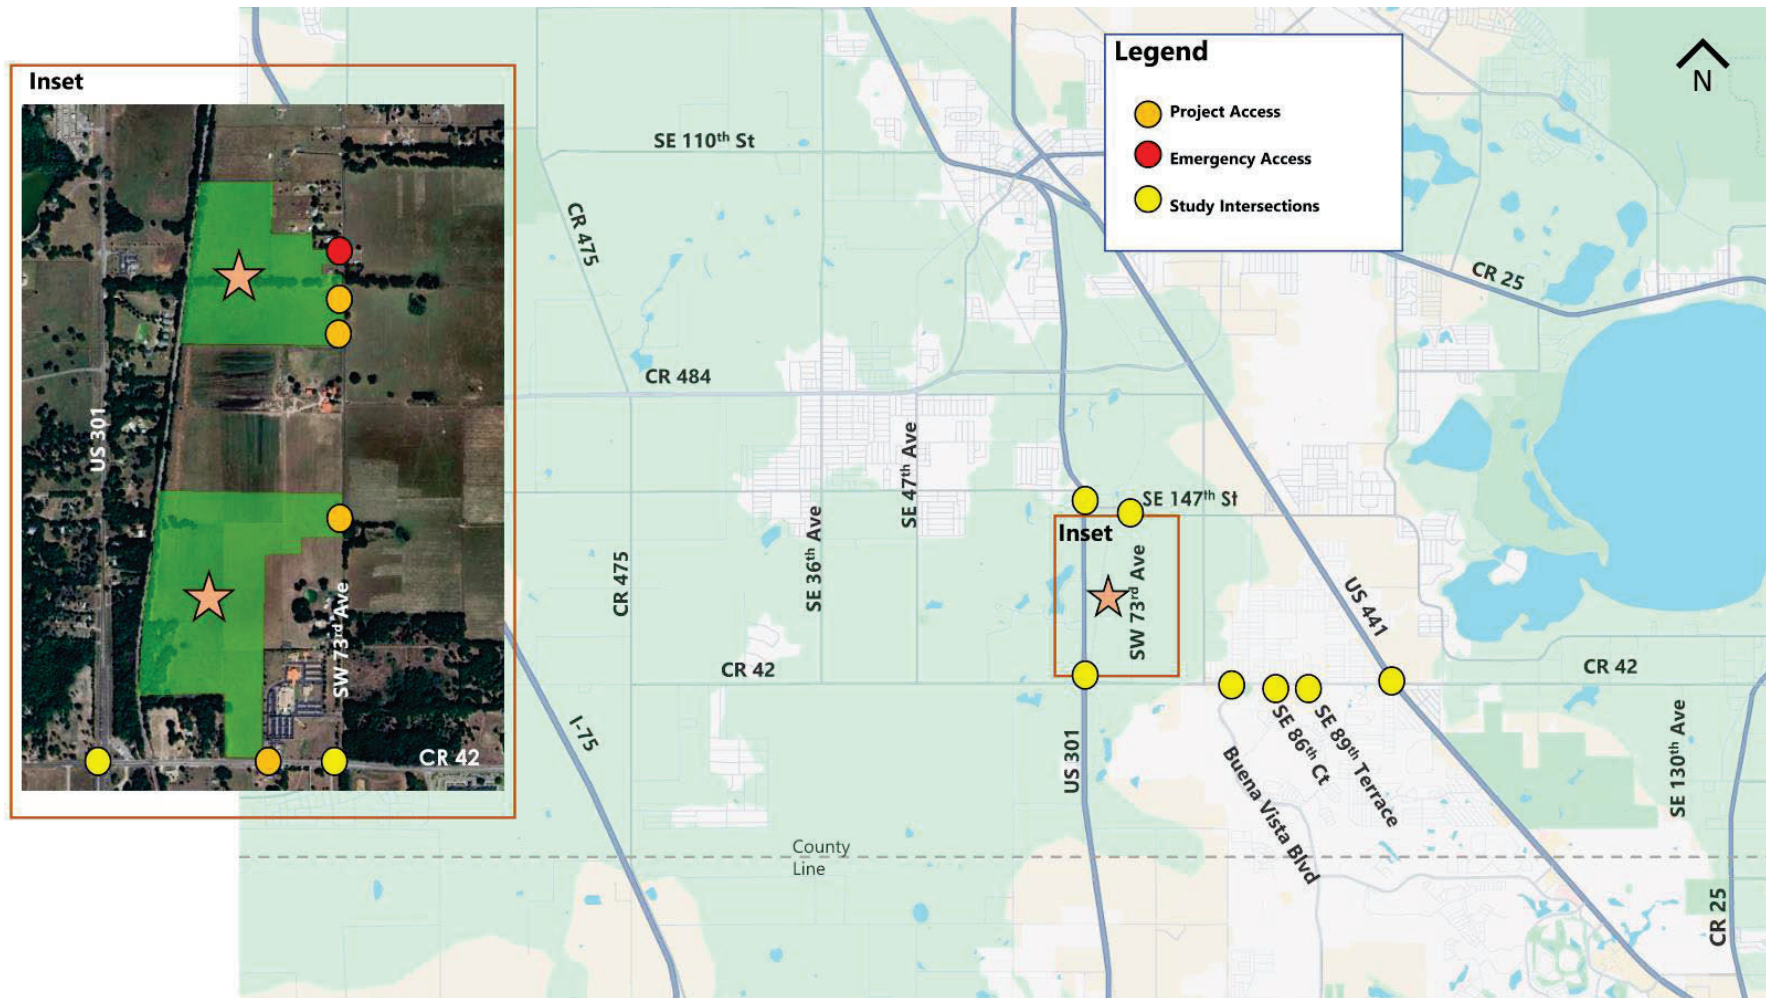 Inset
US 301
SW 73rd Ave
CR 42
Legend
Project Access
Emergency Access
Study Intersections
N
SE 110th St
CR 475
CR 25
CR 484
SE 47th Ave
SE 36th Ave
CR 475
SE 147th St
Inset
SW 73rd Ave
US 441
CR 42
CR 42
I-75
US 301
Buena Vista Blvd
SE 86th Ct
SE 89th Terrace
SE 130th Ave
County
Line
CR 25